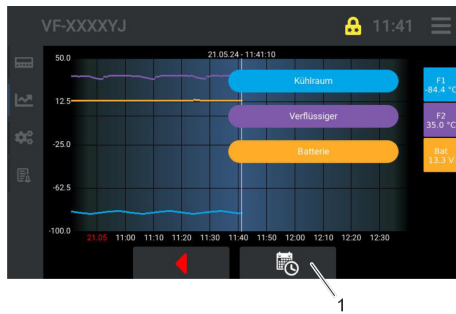 VF-XXXXYJ
11:41
21.05.24 - 11:41:10
50.0
12.5
-25.0
-62.5
-100.0
Kühlraum
Verflüssiger
Batterie
F1
-84.4 °C
F2
35.0 °C
Bat
13.3 V
21.05 11:00 11:10 11:20 11:30 11:40 11:50 12:00 12:10 12:20 12:30
1